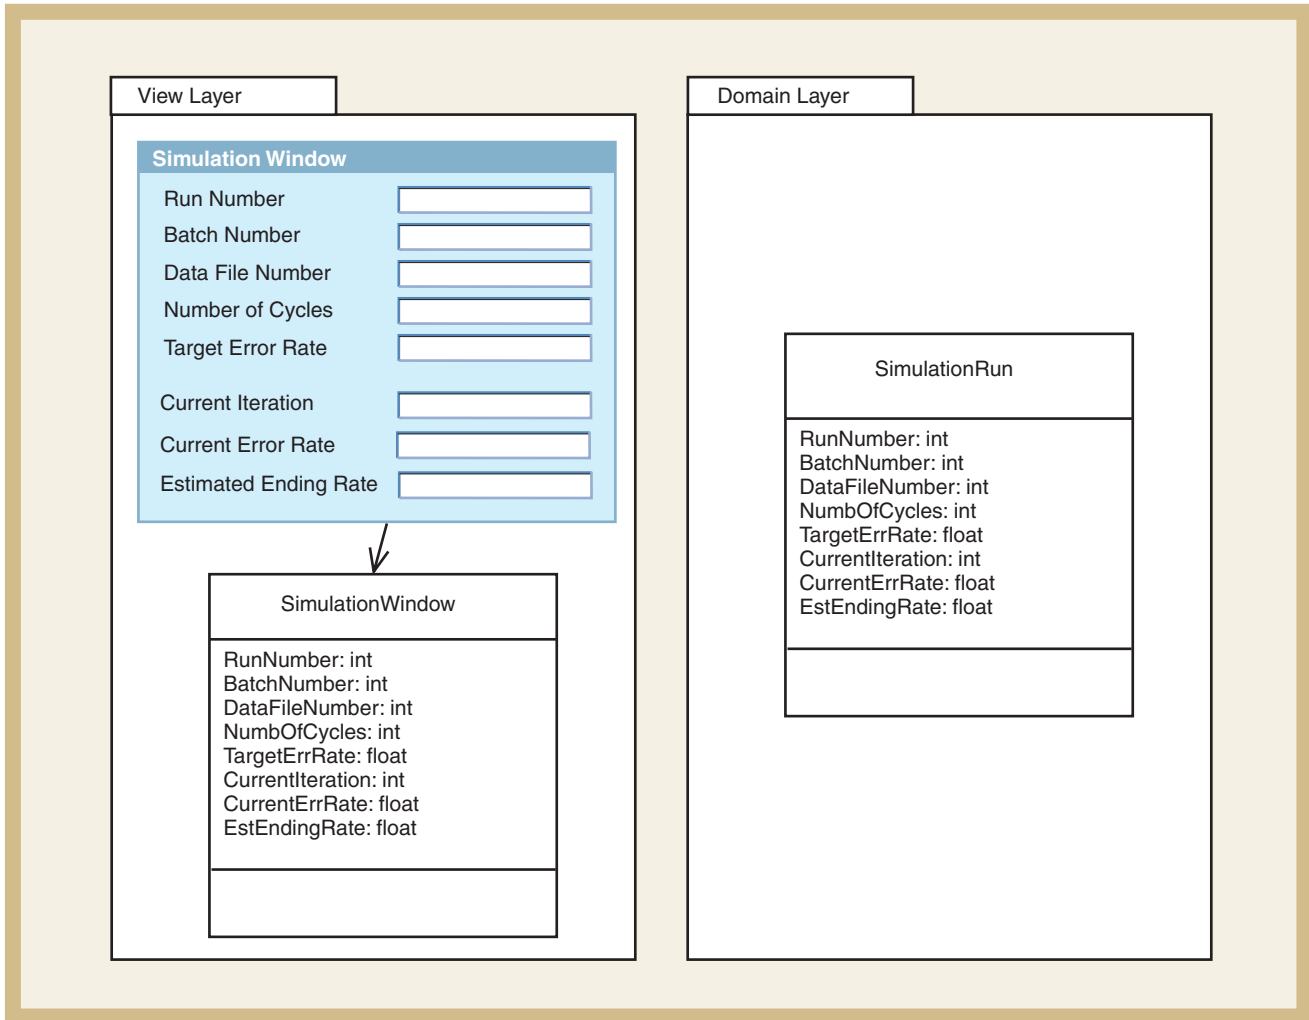 View Layer
Simulation Window
Run Number
Batch Number
Data File Number
Number of Cycles
Target Error Rate
Current Iteration
Current Error Rate
Estimated Ending Rate
SimulationWindow
RunNumber: int
BatchNumber: int
DataFileNumber: int
NumbOfCycles: int
TargetErrRate: float
CurrentIteration: int
CurrentErrRate: float
EstEndingRate: float
Domain Layer
SimulationRun
RunNumber: int
BatchNumber: int
DataFileNumber: int
NumbOfCycles: int
TargetErrRate: float
CurrentIteration: int
CurrentErrRate: float
EstEndingRate: float